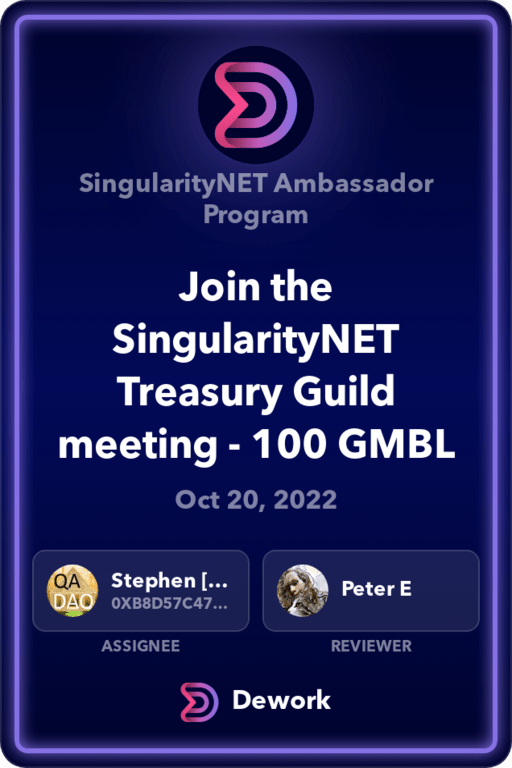 SingularityNET Ambassador
Program
Join the
SingularityNET
Treasury Guild
meeting - 100 GMBL
Oct 20, 2022
QA
DAO
Stephen [...
0XB8D57C47...
Peter E
ASSIGNEE
REVIEWER
Dework